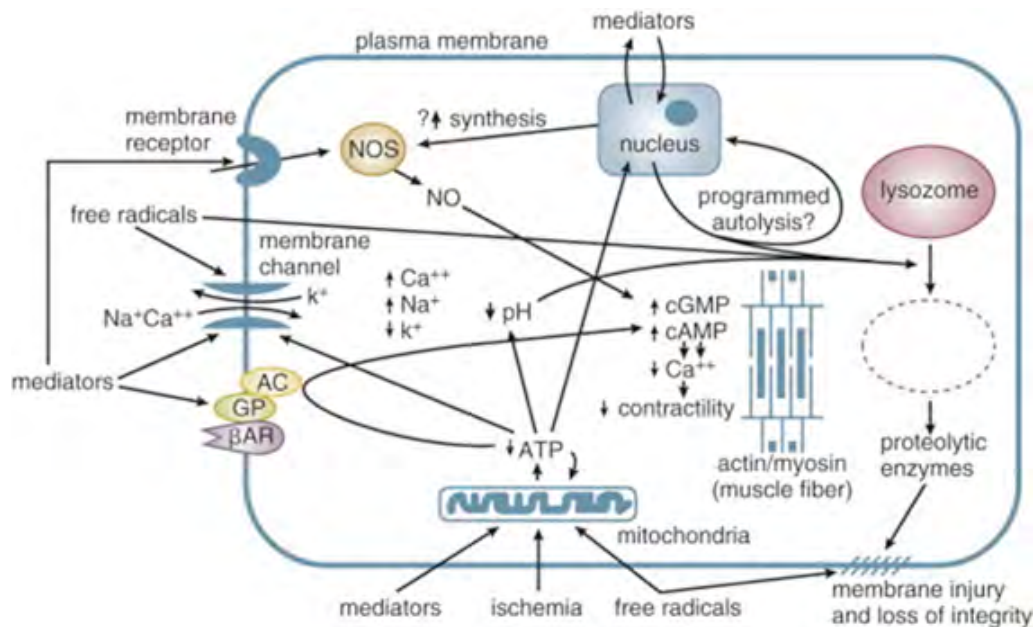 mediators
plasma membrane
membrane
receptor
?↑ synthesis
NOS
nucleus
NO
programmed
autolysis?
lysozome
free radicals
membrane
channel
k⁺
Na⁺Ca⁺⁺
↑ Ca⁺⁺
↑ Na⁺
↓ k⁺
↓ pH
↑ cGMP
↑ cAMP
↓ Ca⁺⁺
↓ contractility
mediators
AC
GP
βAR
↓ ATP
actin/myosin
(muscle fiber)
proteolytic
enzymes
mitochondria
mediators
ischemia
free radicals
membrane injury
and loss of integrity